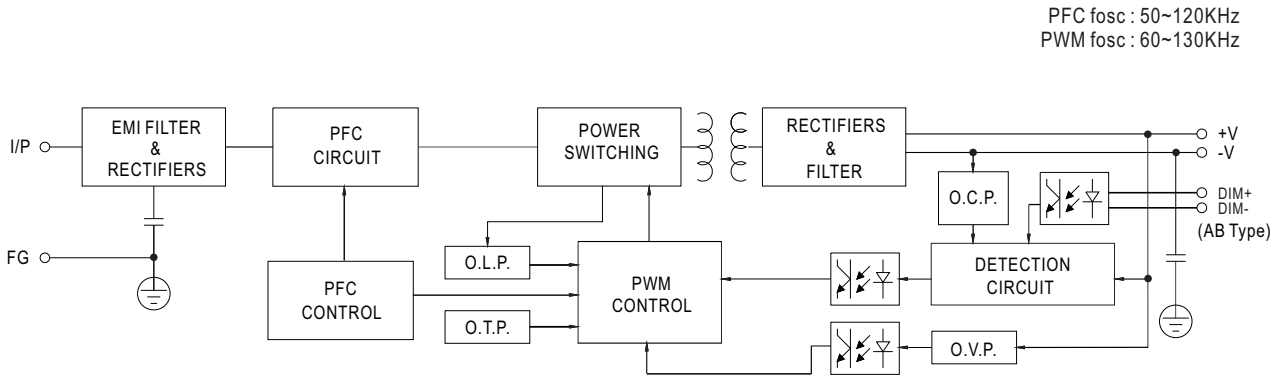 PFC fosc : 50~120KHz
PWM fosc : 60~130KHz
I/P
EMI FILTER
&
RECTIFIERS
PFC
CIRCUIT
POWER
SWITCHING
RECTIFIERS
&
FILTER
+V
-V
O.C.P.
DIM+
DIM-
(AB Type)
FG
O.L.P.
PFC
CONTROL
PWM
CONTROL
DETECTION
CIRCUIT
O.T.P.
O.V.P.